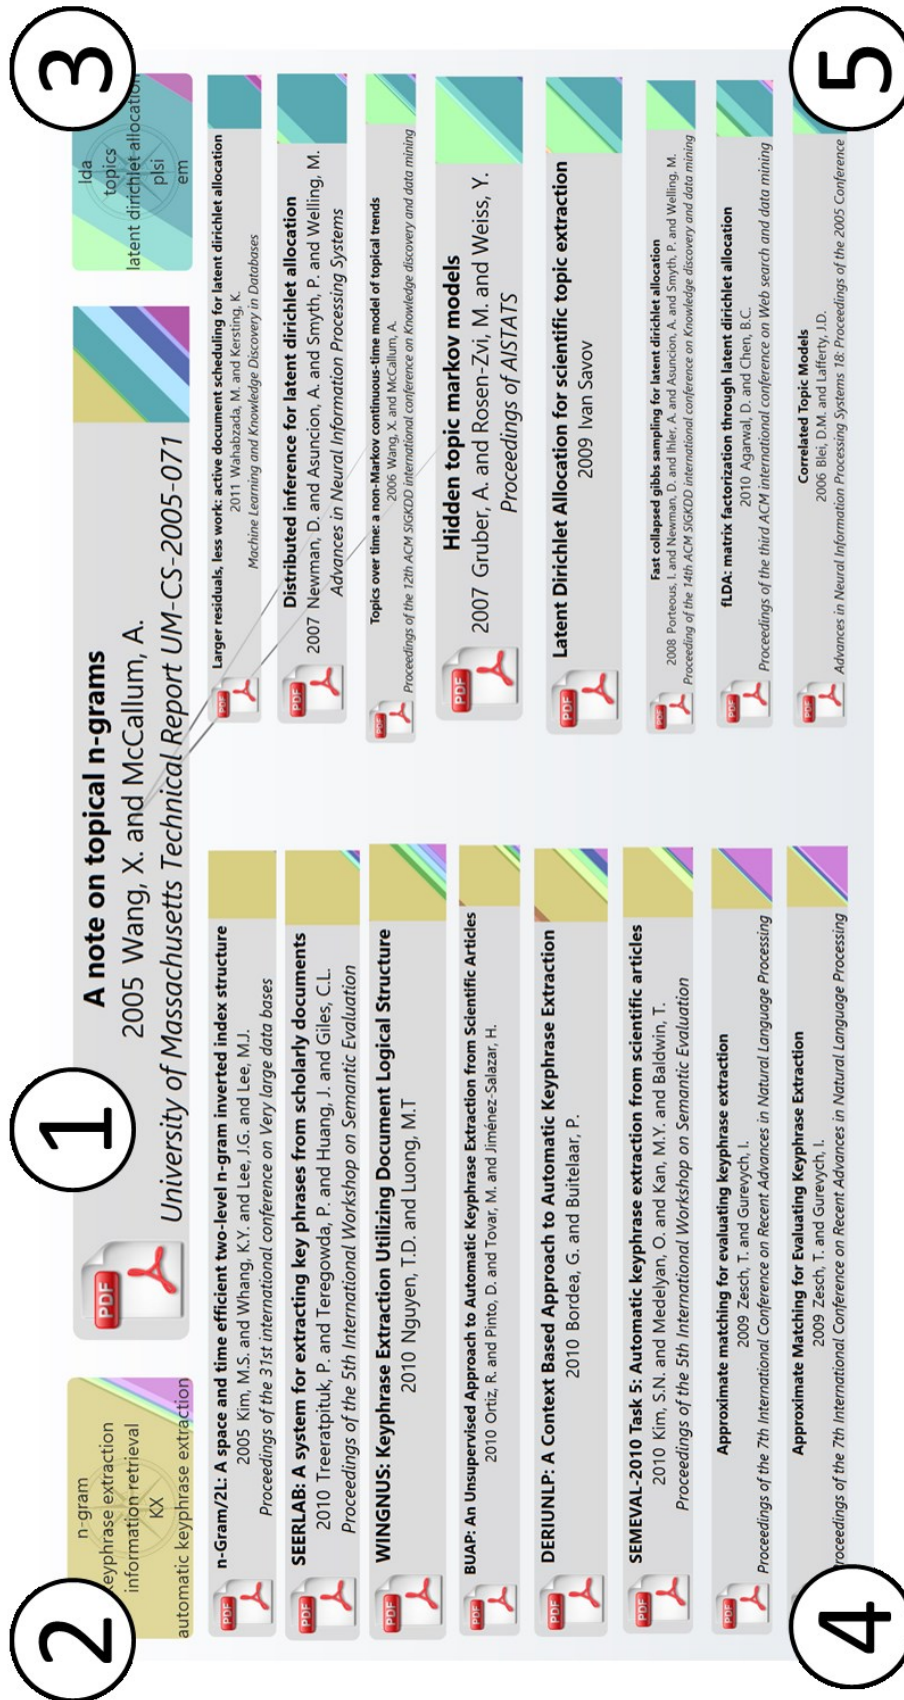 1
A note on topical n-grams
2005 Wang, X. and McCallum, A.
University of Massachusetts Technical Report UM-CS-2005-071
PDF
2
n-gram
keyphrase extraction
information retrieval
KX
automatic keyphrase extraction
3
lda
topics
latent dirichlet allocation
plsi
em
n-Gram/2L: A space and time efficient two-level n-gram inverted index structure
2005 Kim, M.S. and Whang, K.Y. and Lee, J.G. and Lee, M.J.
Proceedings of the 31st international conference on Very large data bases
PDF
SEERLAB: A system for extracting key phrases from scholarly documents
2010 Treeratpituk, P. and Teregowda, P. and Huang, J. and Giles, C.L.
Proceedings of the 5th International Workshop on Semantic Evaluation
PDF
WINGNUS: Keyphrase Extraction Utilizing Document Logical Structure
2010 Nguyen, T.D. and Luong, M.T
PDF
BUAP: An Unsupervised Approach to Automatic Keyphrase Extraction from Scientific Articles
2010 Ortiz, R. and Pinto, D. and Tovar, M. and Jiménez-Salazar, H.
PDF
DERIUNLP: A Context Based Approach to Automatic Keyphrase Extraction
2010 Bordea, G. and Buitelaar, P.
PDF
SEMEVAL-2010 Task 5: Automatic keyphrase extraction from scientific articles
2010 Kim, S.N. and Medelyan, O. and Kan, M.Y. and Baldwin, T.
Proceedings of the 5th International Workshop on Semantic Evaluation
PDF
Approximate matching for evaluating keyphrase extraction
2009 Zesch, T. and Gurevych, I.
Proceedings of the 7th International Conference on Recent Advances in Natural Language Processing
PDF
Approximate Matching for Evaluating Keyphrase Extraction
2009 Zesch, T. and Gurevych, I.
roceedings of the 7th International Conference on Recent Advances in Natural Language Processing
4
Larger residuals, less work: active document scheduling for latent dirichlet allocation
2011 Wahabzada, M. and Kersting, K.
Machine Learning and Knowledge Discovery in Databases
PDF
Distributed inference for latent dirichlet allocation
2007 Newman, D. and Asuncion, A. and Smyth, P. and Welling, M.
Advances in Neural Information Processing Systems
PDF
Topics over time: a non-Markov continuous-time model of topical trends
2006 Wang, X. and McCallum, A.
Proceedings of the 12th ACM SIGKDD international conference on Knowledge discovery and data mining
PDF
Hidden topic markov models
2007 Gruber, A. and Rosen-Zvi, M. and Weiss, Y.
Proceedings of AISTATS
PDF
Latent Dirichlet Allocation for scientific topic extraction
2009 Ivan Savov
PDF
Fast collapsed gibbs sampling for latent dirichlet allocation
2008 Porteous, I. and Newman, D. and Ihler, A. and Asuncion, A. and Smyth, P. and Welling, M.
Proceeding of the 14th ACM SIGKDD international conference on Knowledge discovery and data mining
PDF
fLDA: matrix factorization through latent dirichlet allocation
2010 Agarwal, D. and Chen, B.C.
Proceedings of the third ACM international conference on Web search and data mining
PDF
Correlated Topic Models
2006 Blei, D.M. and Lafferty, J.D.
Advances in Neural Information Processing Systems 18: Proceedings of the 2005 Conference
PDF
5